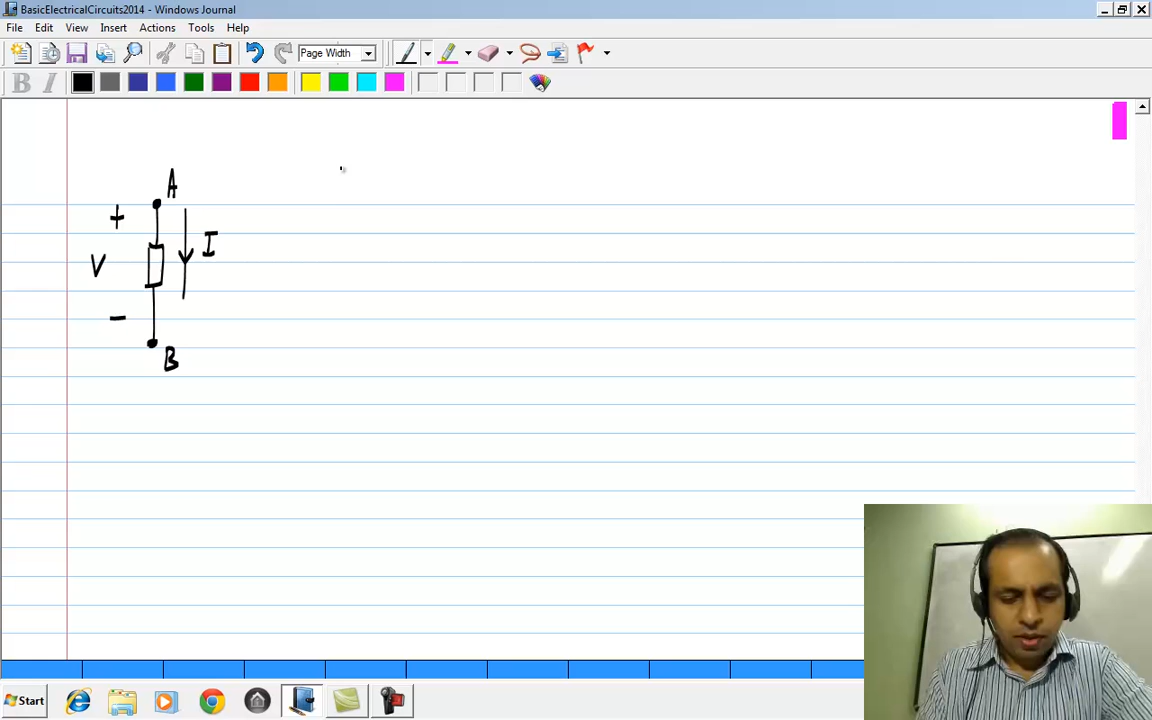 BasicElectricalCircuits2014 - Windows Journal
File Edit View Insert Actions Tools Help
Page Width
B I
A
+
I
V
−
B
Start